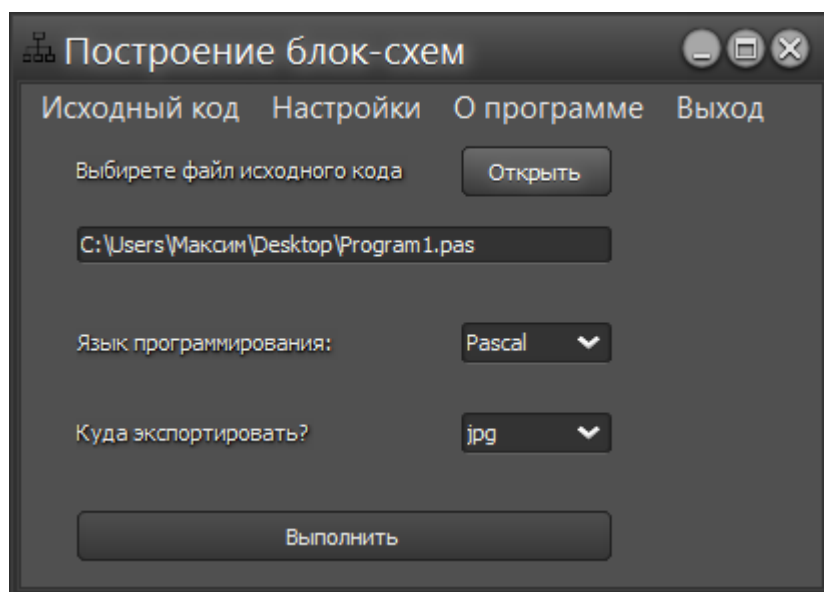 Построение блок-схем
Исходный код Настройки О программе Выход
Выбирете файл исходного кода Открыть
C:\Users\Максим\Desktop\Program1.pas
Язык программирования: Pascal
Куда экспортировать? jpg
Выполнить